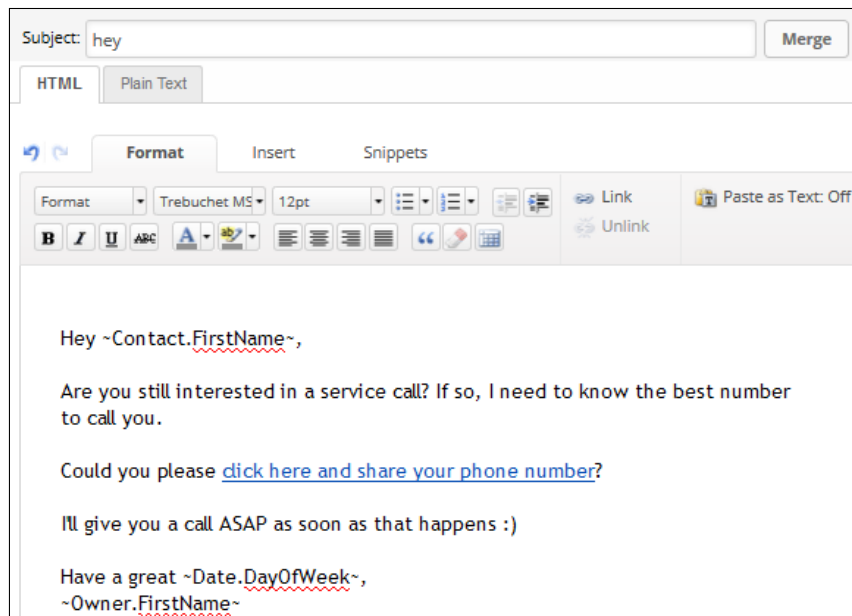 Subject: hey Merge
HTML Plain Text
Format Insert Snippets
Format Trebuchet MS 12pt Link Paste as Text: Off
B I U ABC A ab Unlink
Hey ~Contact.FirstName~,
Are you still interested in a service call? If so, I need to know the best number
to call you.
Could you please click here and share your phone number?
I'll give you a call ASAP as soon as that happens :)
Have a great ~Date.DayOfWeek~,
~Owner.FirstName~